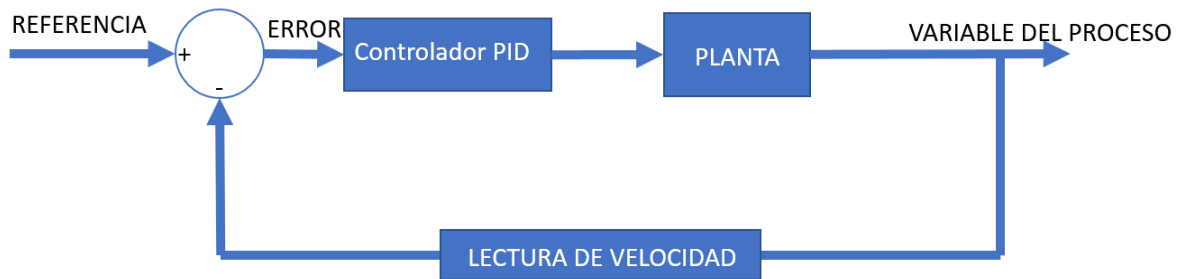 REFERENCIA
ERROR
VARIABLE DEL PROCESO
+
Controlador PID
PLANTA
-
LECTURA DE VELOCIDAD